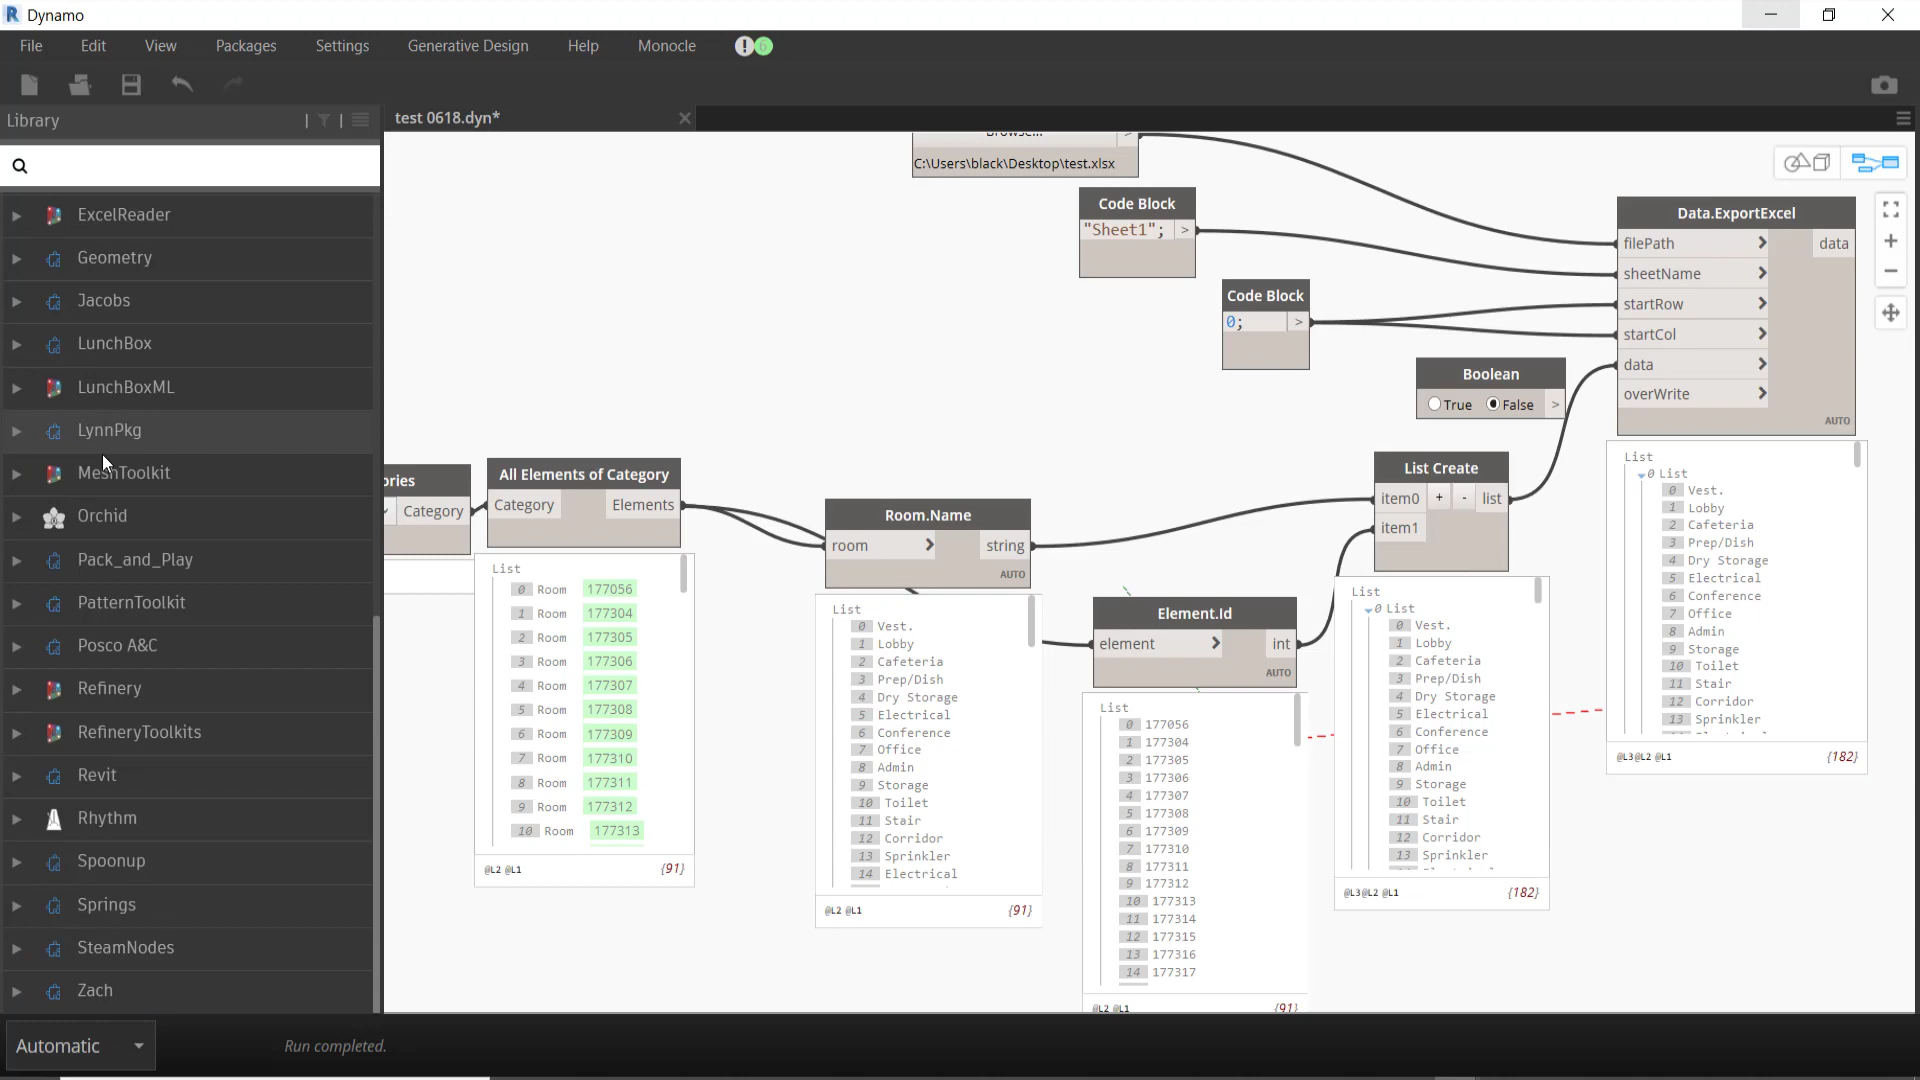 Dynamo
File Edit View Packages Settings Generative Design Help Monocle ! 6
Library
test 0618.dyn*
ExcelReader
Geometry
Jacobs
LunchBox
LunchBoxML
LynnPkg
MeshToolkit
Orchid
Pack_and_Play
PatternToolkit
Posco A&C
Refinery
RefineryToolkits
Revit
Rhythm
Spoonup
Springs
SteamNodes
Zach
Automatic
Run completed.
Browse... >
C:\Users\black\Desktop\test.xlsx
Code Block
"Sheet1"; >
Code Block
0; >
Boolean
True False >
Data.ExportExcel
filePath > data
sheetName >
startRow >
startCol >
data >
overWrite >
AUTO
List
0 List
0 Vest.
1 Lobby
2 Cafeteria
3 Prep/Dish
4 Dry Storage
5 Electrical
6 Conference
7 Office
8 Admin
9 Storage
10 Toilet
11 Stair
12 Corridor
13 Sprinkler
@L3 @L2 @L1 {182}
ories
Category
All Elements of Category
Category Elements
List
0 Room 177056
1 Room 177304
2 Room 177305
3 Room 177306
4 Room 177307
5 Room 177308
6 Room 177309
7 Room 177310
8 Room 177311
9 Room 177312
10 Room 177313
@L2 @L1 {91}
Room.Name
room > string
AUTO
List
0 Vest.
1 Lobby
2 Cafeteria
3 Prep/Dish
4 Dry Storage
5 Electrical
6 Conference
7 Office
8 Admin
9 Storage
10 Toilet
11 Stair
12 Corridor
13 Sprinkler
14 Electrical
@L2 @L1 {91}
Element.Id
element > int
AUTO
List
0 177056
1 177304
2 177305
3 177306
4 177307
5 177308
6 177309
7 177310
8 177311
9 177312
10 177313
11 177314
12 177315
13 177316
14 177317
@L2 @L1 {91}
List Create
item0 + - list
item1
List
0 List
0 Vest.
1 Lobby
2 Cafeteria
3 Prep/Dish
4 Dry Storage
5 Electrical
6 Conference
7 Office
8 Admin
9 Storage
10 Toilet
11 Stair
12 Corridor
13 Sprinkler
@L3 @L2 @L1 {182}